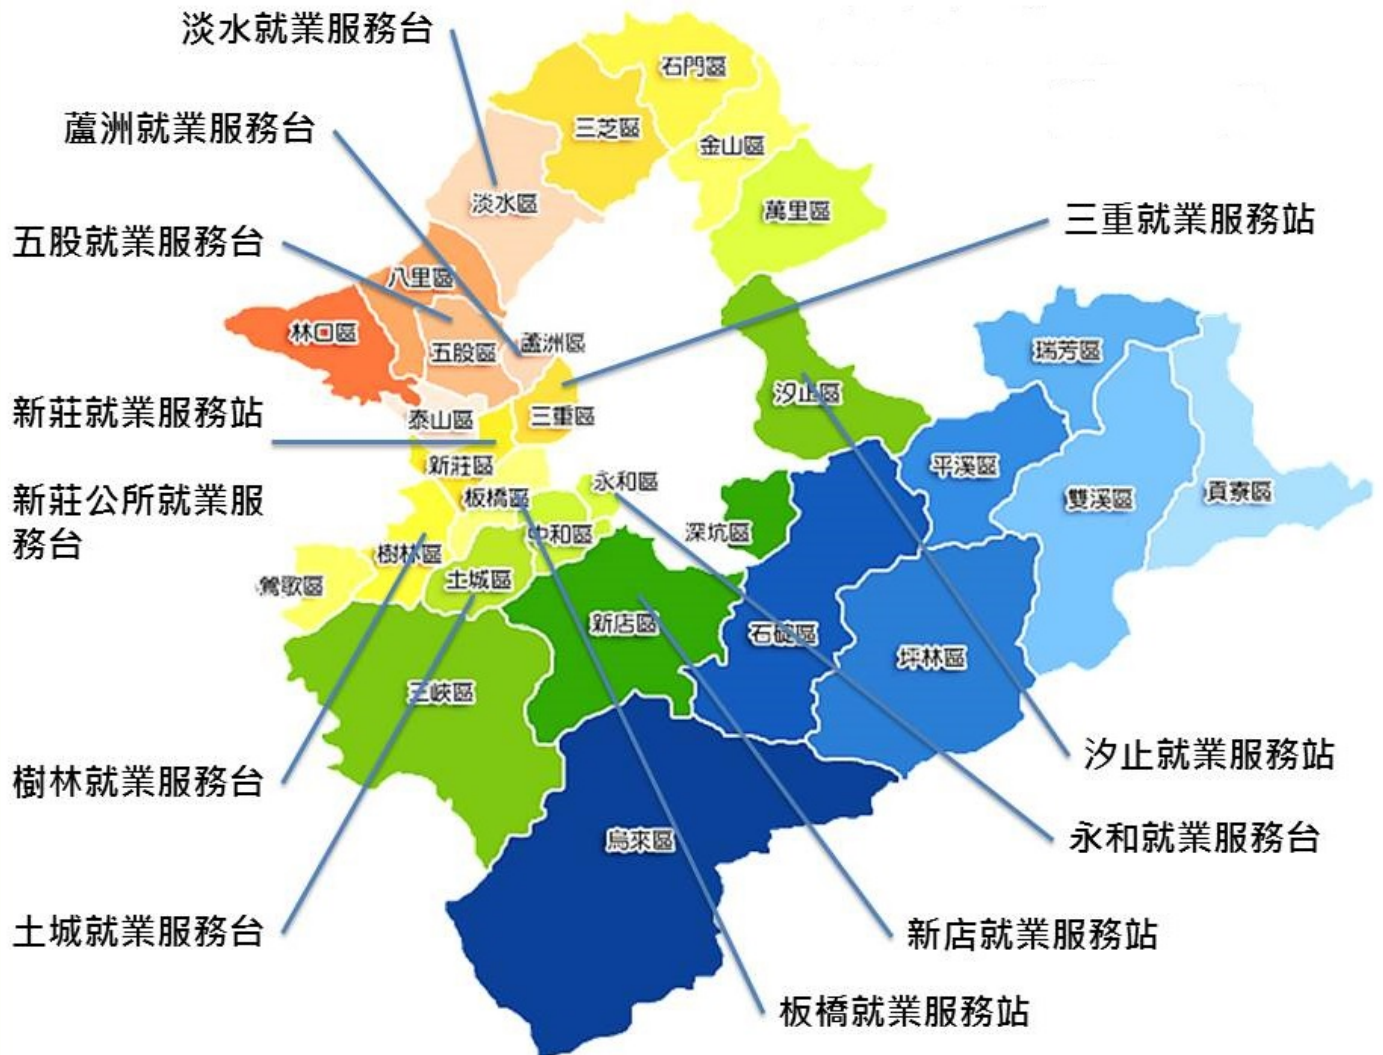 淡水就業服務台
石門區
三芝區
蘆洲就業服務台
金山區
淡水區
萬里區
三重就業服務站
五股就業服務台
八里區
林口區
蘆洲區
五股區
瑞芳區
汐止區
新莊就業服務站
泰山區
三重區
新莊區
平溪區
永和區
板橋區
雙溪區
貢寮區
新莊公所就業服
務台
中和區
深坑區
樹林區
土城區
鶯歌區
新店區
石碇區
坪林區
三峽區
汐止就業服務站
樹林就業服務台
烏來區
永和就業服務台
土城就業服務台
新店就業服務站
板橋就業服務站